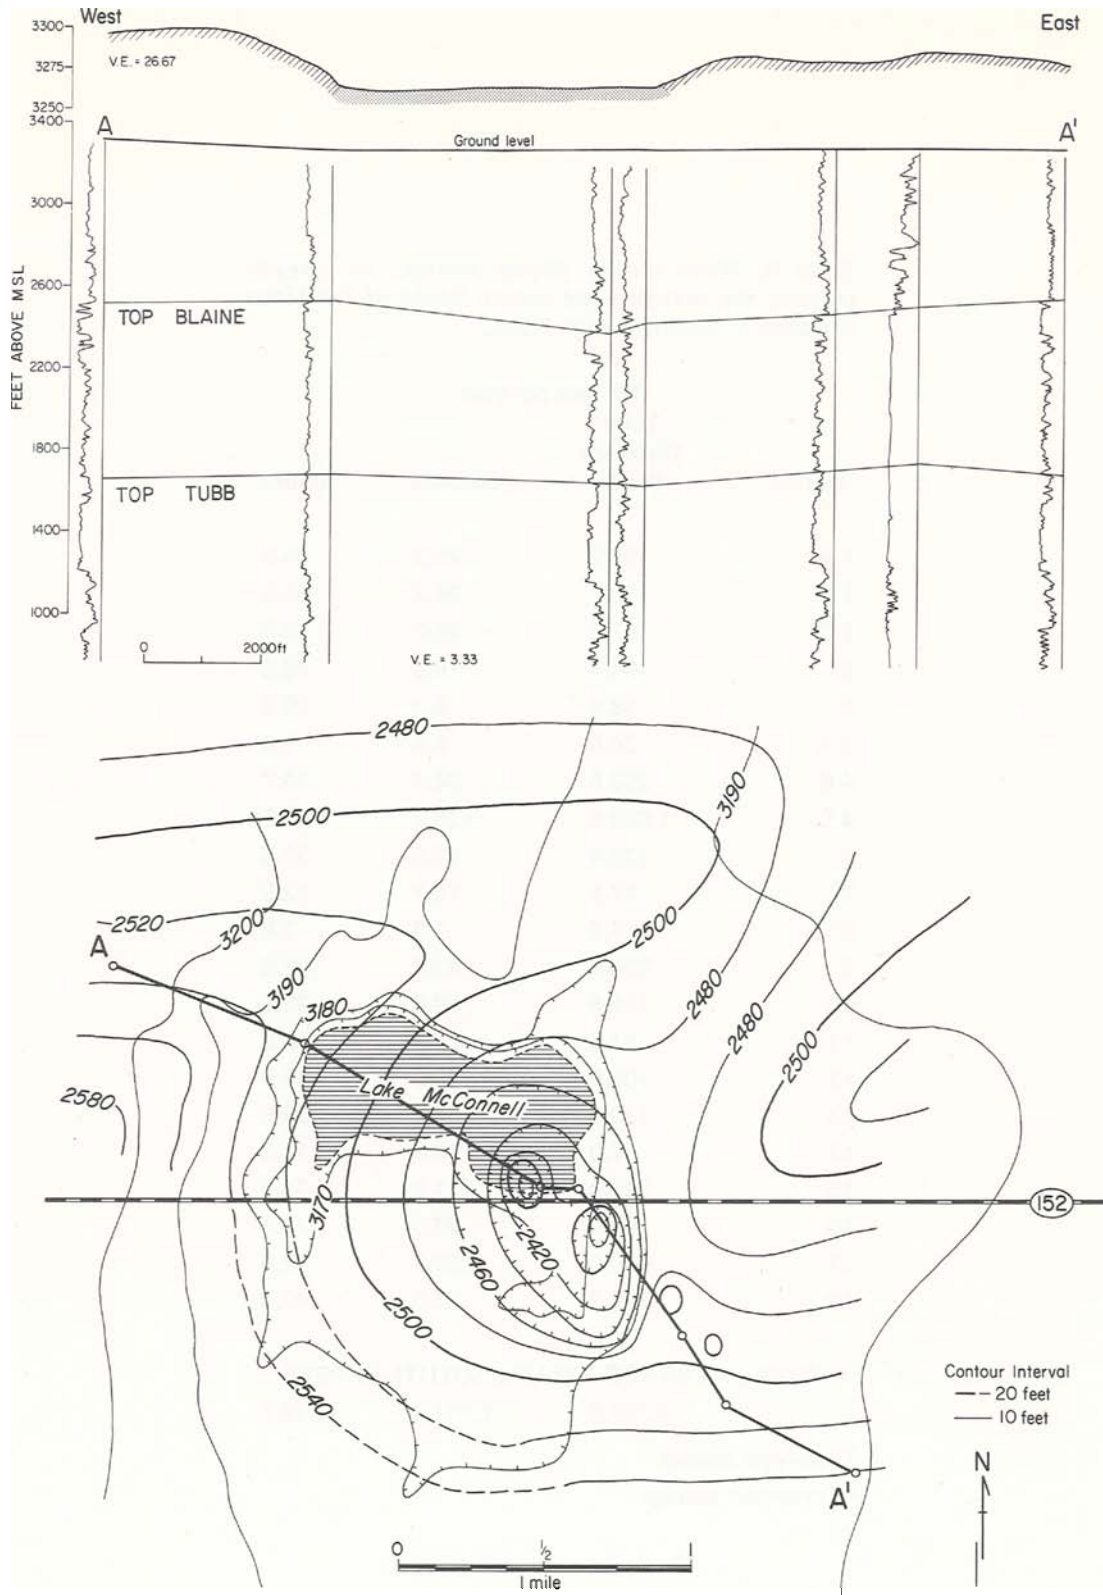 West
East
3300
3275
3250
V.E. = 26.67
3400
3000
2600
2200
1800
1400
1000
FEET ABOVE MSL
A
A'
Ground level
TOP BLAINE
TOP TUBB
0 2000ft
V.E. = 3.33
2480
2500
3190
2520
3200
A
2500
3190
3180
2480
2480
2500
2580
Lake McConnell
3170
152
2420
2460
2500
2540
Contour Interval
20 feet
10 feet
N
A'
0 1/2 1
1 mile